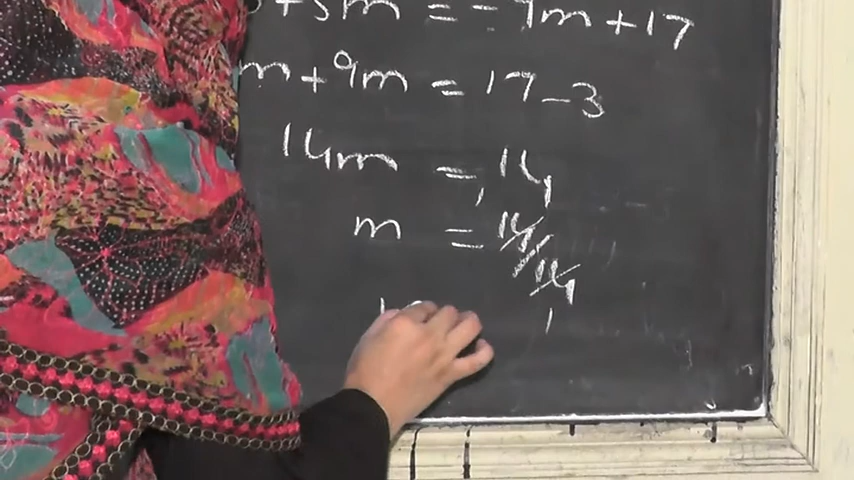 +5m = -9m + 17
m + 9m = 17 - 3
14m = 14
m = 14/14
1